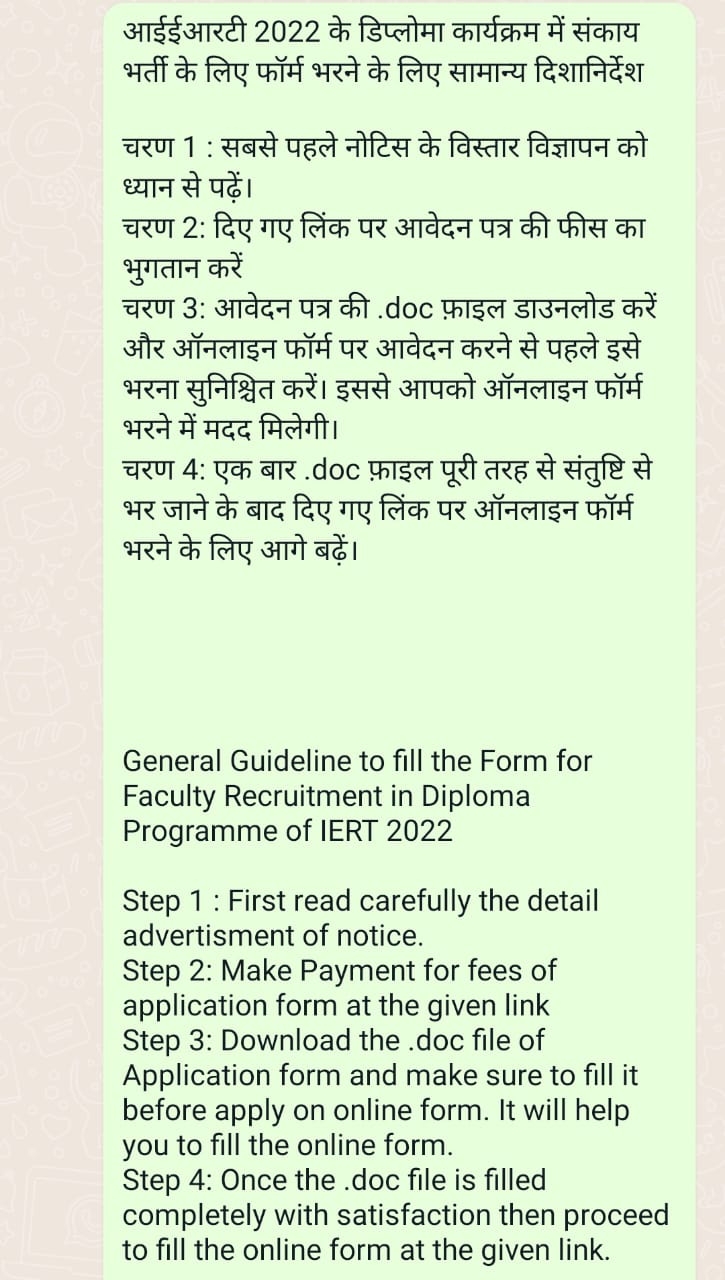 आईईआरटी 2022 के डिप्लोमा कार्यक्रम में संकाय
भर्ती के लिए फॉर्म भरने के लिए सामान्य दिशानिर्देश
चरण 1 : सबसे पहले नोटिस के विस्तार विज्ञापन को
ध्यान से पढ़ें।
चरण 2: दिए गए लिंक पर आवेदन पत्र की फीस का
भुगतान करें
चरण 3: आवेदन पत्र की .doc फ़ाइल डाउनलोड करें
और ऑनलाइन फॉर्म पर आवेदन करने से पहले इसे
भरना सुनिश्चित करें। इससे आपको ऑनलाइन फॉर्म
भरने में मदद मिलेगी।
चरण 4: एक बार .doc फ़ाइल पूरी तरह से संतुष्टि से
भर जाने के बाद दिए गए लिंक पर ऑनलाइन फॉर्म
भरने के लिए आगे बढ़ें।
General Guideline to fill the Form for
Faculty Recruitment in Diploma
Programme of IERT 2022
Step 1 : First read carefully the detail
advertisment of notice.
Step 2: Make Payment for fees of
application form at the given link
Step 3: Download the .doc file of
Application form and make sure to fill it
before apply on online form. It will help
you to fill the online form.
Step 4: Once the .doc file is filled
completely with satisfaction then proceed
to fill the online form at the given link.